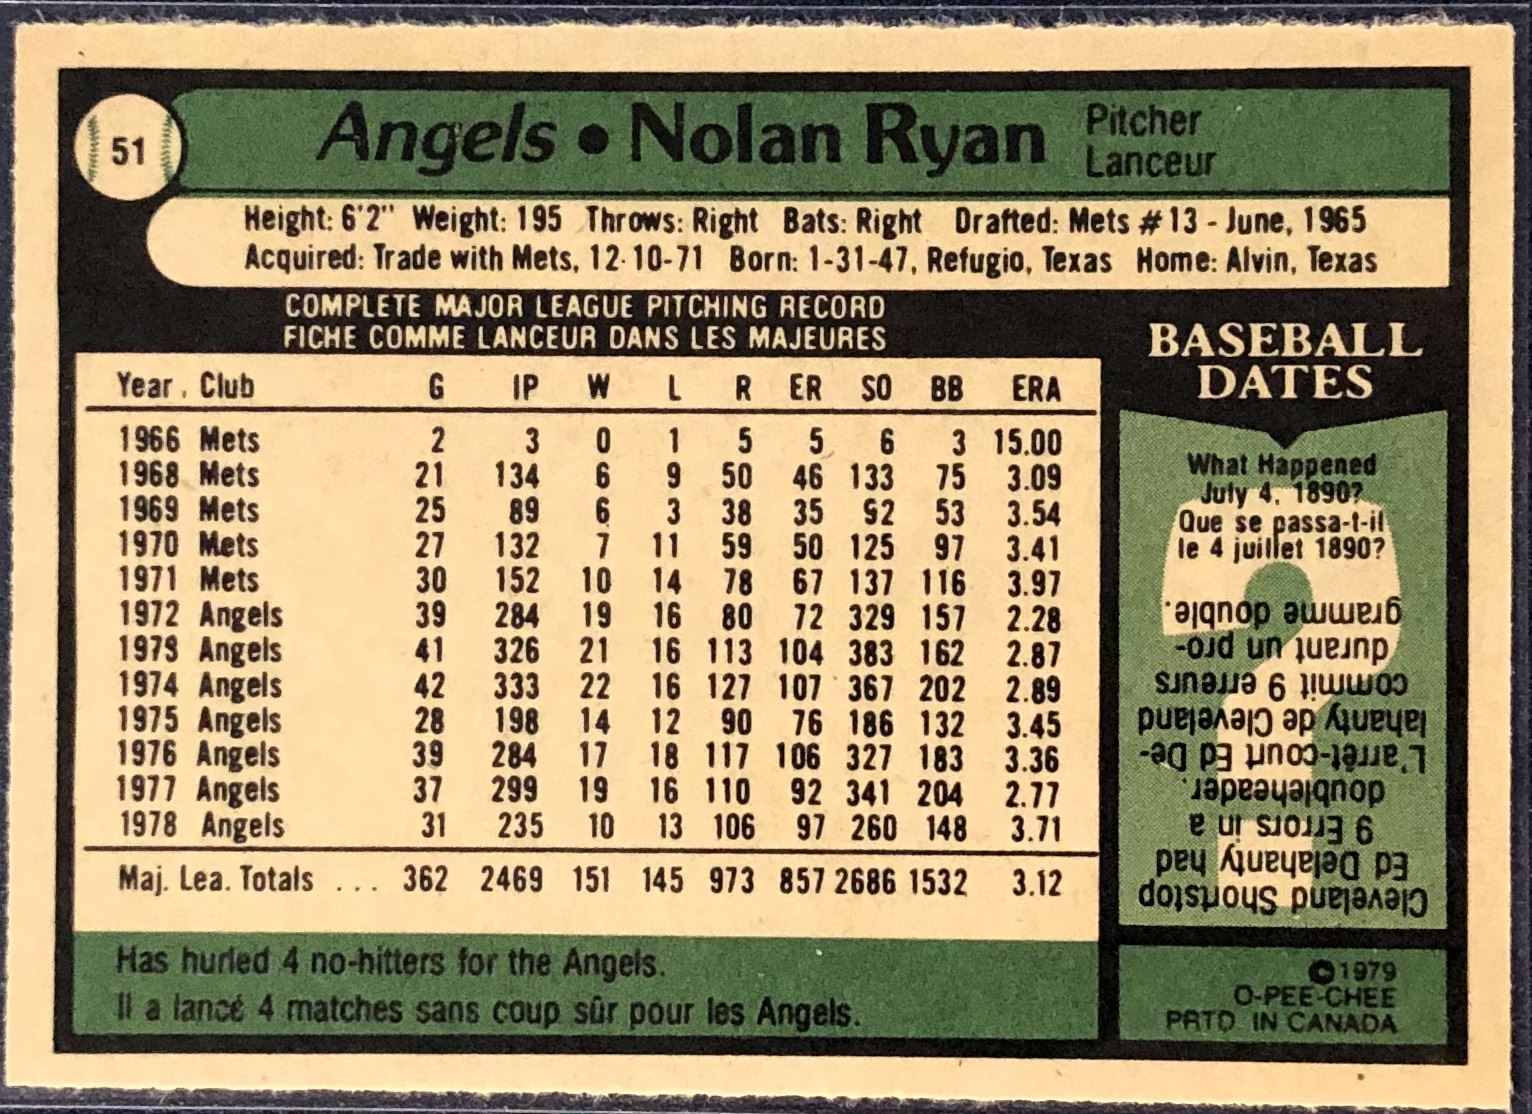 51
Angels • Nolan Ryan
Pitcher
Lanceur
Height: 6'2" Weight: 195 Throws: Right Bats: Right Drafted: Mets #13 - June, 1965
Acquired: Trade with Mets, 12-10-71 Born: 1-31-47, Refugio, Texas Home: Alvin, Texas
COMPLETE MAJOR LEAGUE PITCHING RECORD
FICHE COMME LANCEUR DANS LES MAJEURES
Year Club G IP W L R ER SO BB ERA
1966 Mets 2 3 0 1 5 5 6 3 15.00
1968 Mets 21 134 6 9 50 46 133 75 3.09
1969 Mets 25 89 6 3 38 35 92 53 3.54
1970 Mets 27 132 7 11 59 50 125 97 3.41
1971 Mets 30 152 10 14 78 67 137 116 3.97
1972 Angels 39 284 19 16 80 72 329 157 2.28
1973 Angels 41 326 21 16 113 104 383 162 2.87
1974 Angels 42 333 22 16 127 107 367 202 2.89
1975 Angels 28 198 14 12 90 76 186 132 3.45
1976 Angels 39 284 17 18 117 106 327 183 3.36
1977 Angels 37 299 19 16 110 92 341 204 2.77
1978 Angels 31 235 10 13 106 97 260 148 3.71
Maj. Lea. Totals ... 362 2469 151 145 973 857 2686 1532 3.12
Has hurled 4 no-hitters for the Angels.
Il a lancé 4 matches sans coup sûr pour les Angels.
BASEBALL
DATES
What Happened
July 4, 1890?
Que se passa-t-il
le 4 juillet 1890?
Cleveland Shortstop
Ed Delahanty had
9 Errors in a
doubleheader.
L'arrêt-court Ed De-
lahanty de Cleveland
commit 9 erreurs
durant un pro-
gramme double.
©1979
O-PEE-CHEE
PRTD IN CANADA